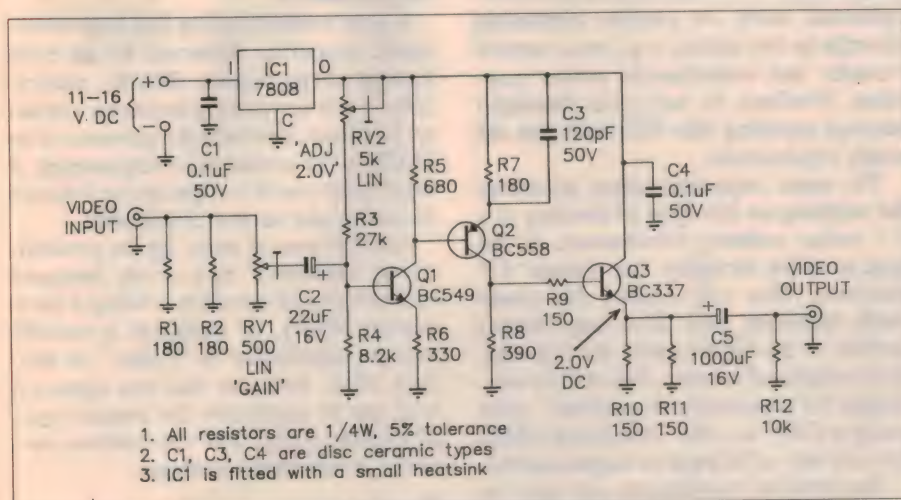 11–16
V. DC
+
−
C1
0.1uF
50V
I
IC1
7808
O
C
'ADJ
2.0V'
RV2
5k
LIN
R5
680
R7
180
C3
120pF
50V
C4
0.1uF
50V
VIDEO
INPUT
R1
180
R2
180
RV1
500
LIN
'GAIN'
C2
22uF
16V
+
R3
27k
R4
8.2k
Q1
BC549
R6
330
Q2
BC558
R8
390
R9
150
Q3
BC337
2.0V
DC
R10
150
R11
150
+
C5
1000uF
16V
R12
10k
VIDEO
OUTPUT
1. All resistors are 1/4W, 5% tolerance
2. C1, C3, C4 are disc ceramic types
3. IC1 is fitted with a small heatsink